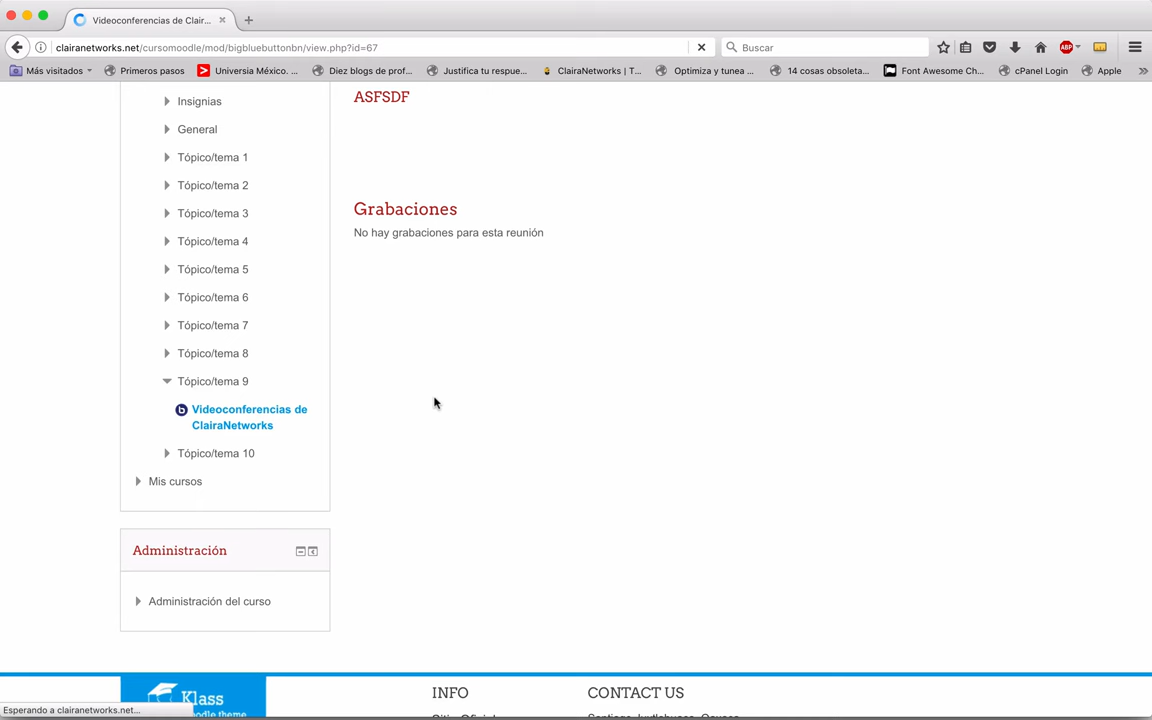 Videoconferencias de Clair...
clairanetworks.net/cursomoodle/mod/bigbluebuttonbn/view.php?id=67
Buscar
ABP
Más visitados
Primeros pasos
Universia México. ...
Diez blogs de prof...
Justifica tu respue...
ClairaNetworks | T...
Optimiza y tunea ...
14 cosas obsoleta...
Font Awesome Ch...
cPanel Login
Apple
Insignias
General
Tópico/tema 1
Tópico/tema 2
Tópico/tema 3
Tópico/tema 4
Tópico/tema 5
Tópico/tema 6
Tópico/tema 7
Tópico/tema 8
Tópico/tema 9
Videoconferencias de
ClairaNetworks
Tópico/tema 10
Mis cursos
Administración
Administración del curso
ASFSDF
Grabaciones
No hay grabaciones para esta reunión
Klass
moodle theme
INFO
CONTACT US
Esperando a clairanetworks.net...